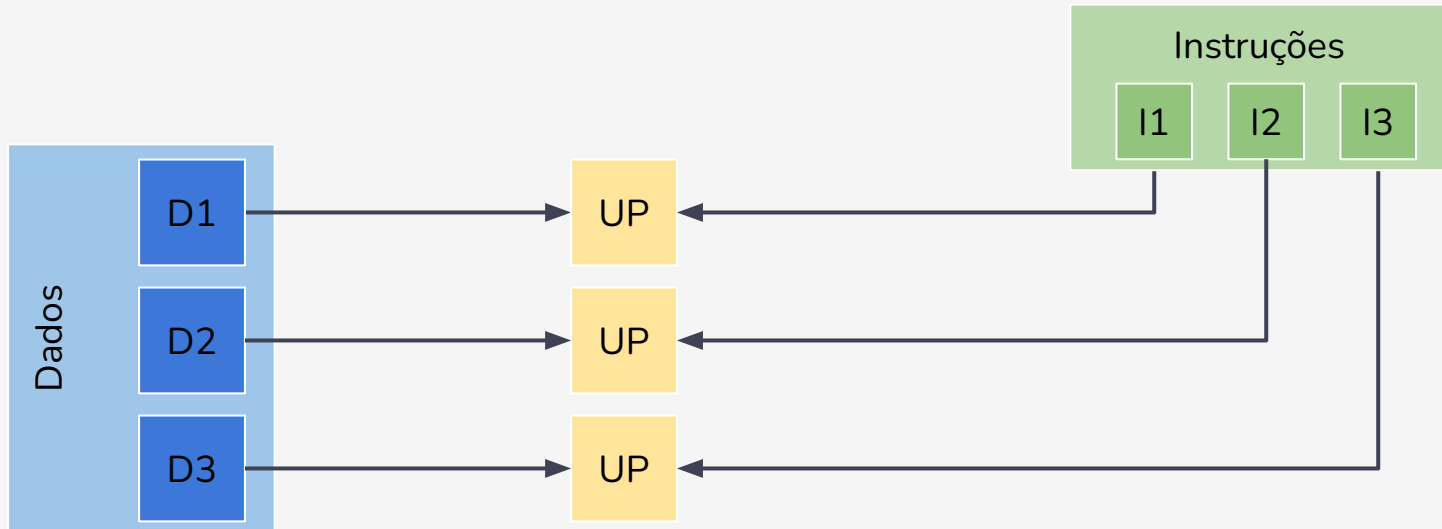 Instruções
I1 I2 I3
Dados
D1 UP
D2 UP
D3 UP